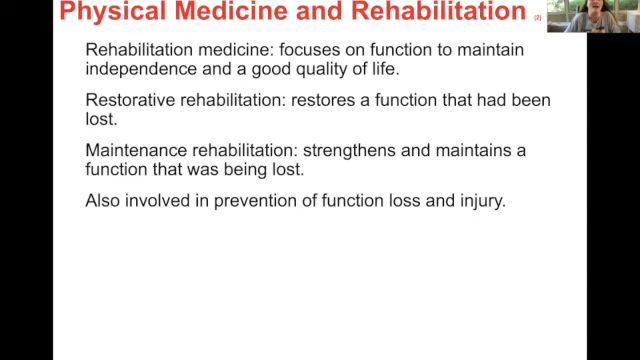 Physical Medicine and Rehabilitation (2)
Rehabilitation medicine: focuses on function to maintain
independence and a good quality of life.
Restorative rehabilitation: restores a function that had been
lost.
Maintenance rehabilitation: strengthens and maintains a
function that was being lost.
Also involved in prevention of function loss and injury.